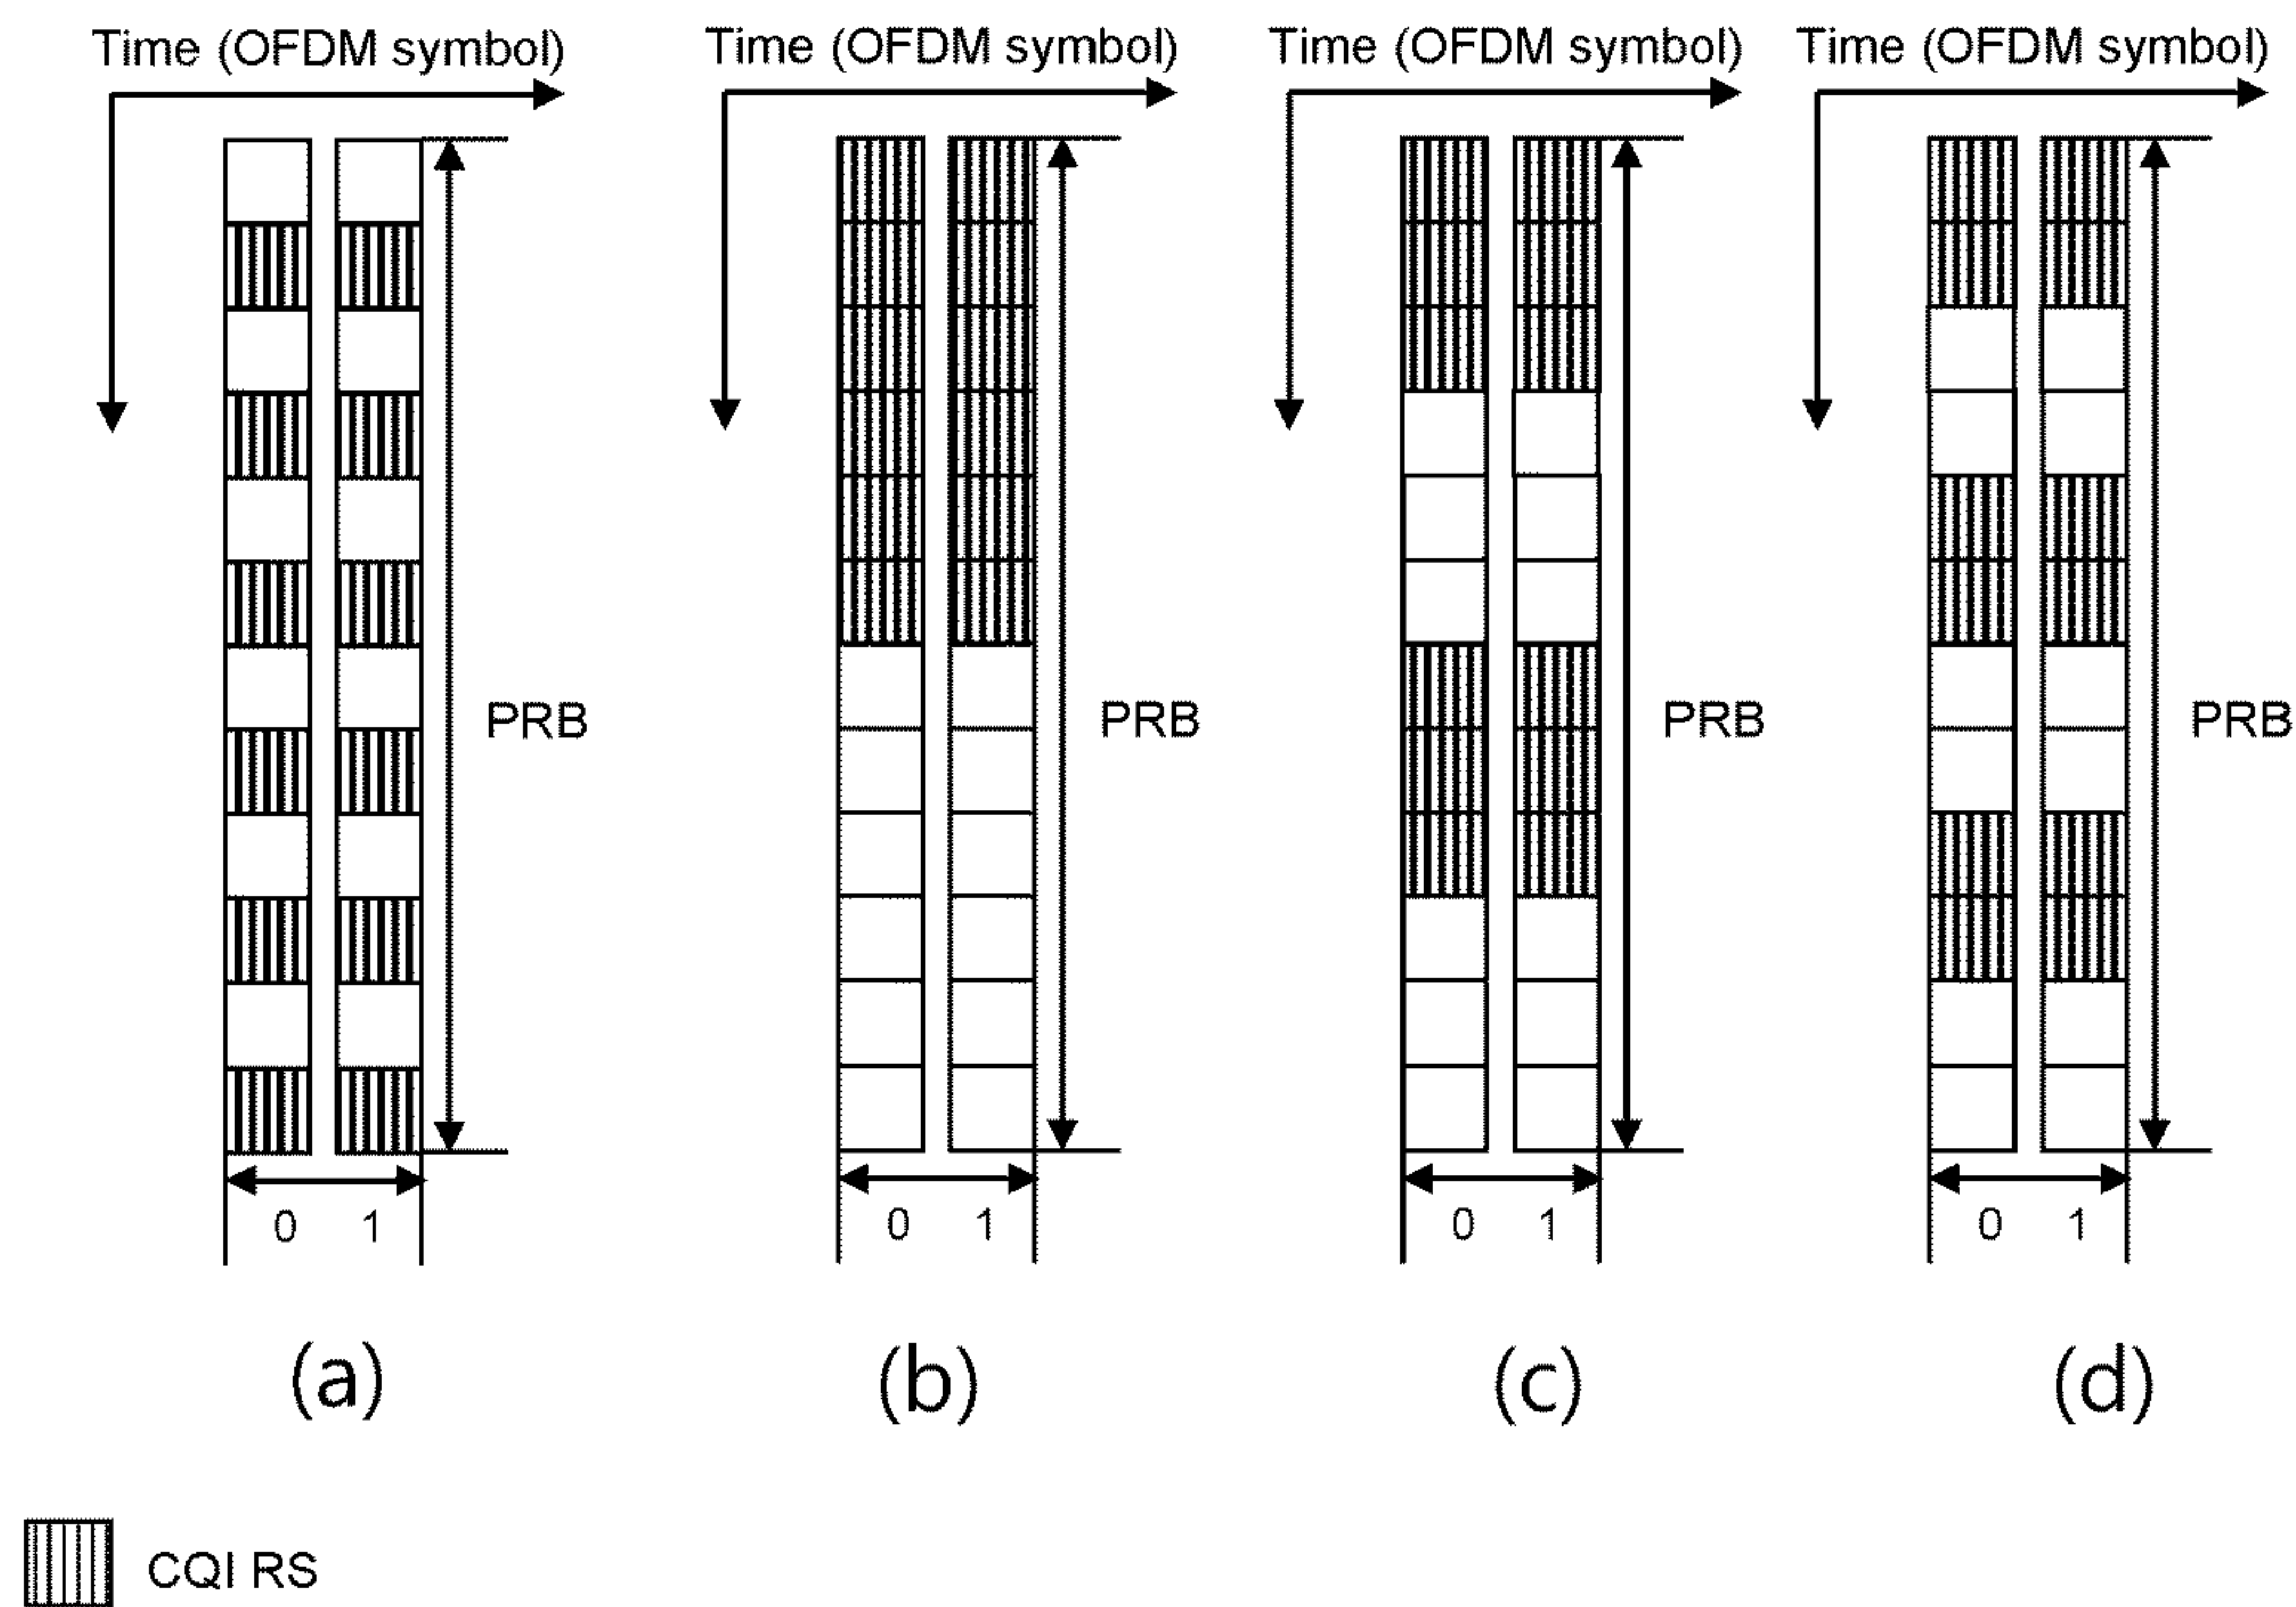 Time (OFDM symbol) Time (OFDM symbol) Time (OFDM symbol) Time (OFDM symbol)
PRB PRB PRB PRB
0 1 0 1 0 1 0 1
(a) (b) (c) (d)
CQI RS